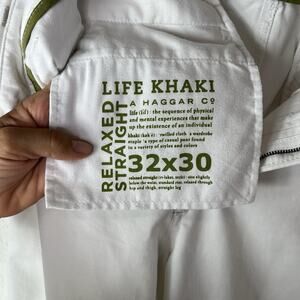 LIFE KHAKI
A HAGGAR CO
life (līf) : the sequence of physical
and mental experiences that make
up the existence of an individual
khaki (kak ē) : twilled cloth a wardrobe
staple a type of casual pant found
in a variety of styles and colors
RELAXED
STRAIGHT
32x30
relaxed straight : sits slightly
below the waist, standard rise, relaxed through
hip and thigh, straight leg